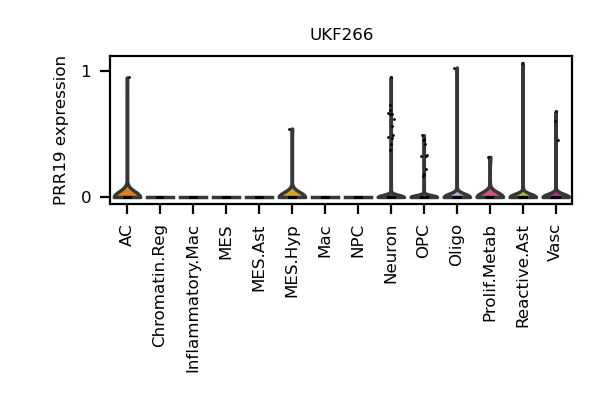 UKF266
PRR19 expression
1
0
AC
Chromatin.Reg
Inflammatory.Mac
MES
MES.Ast
MES.Hyp
Mac
NPC
Neuron
OPC
Oligo
Prolif.Metab
Reactive.Ast
Vasc